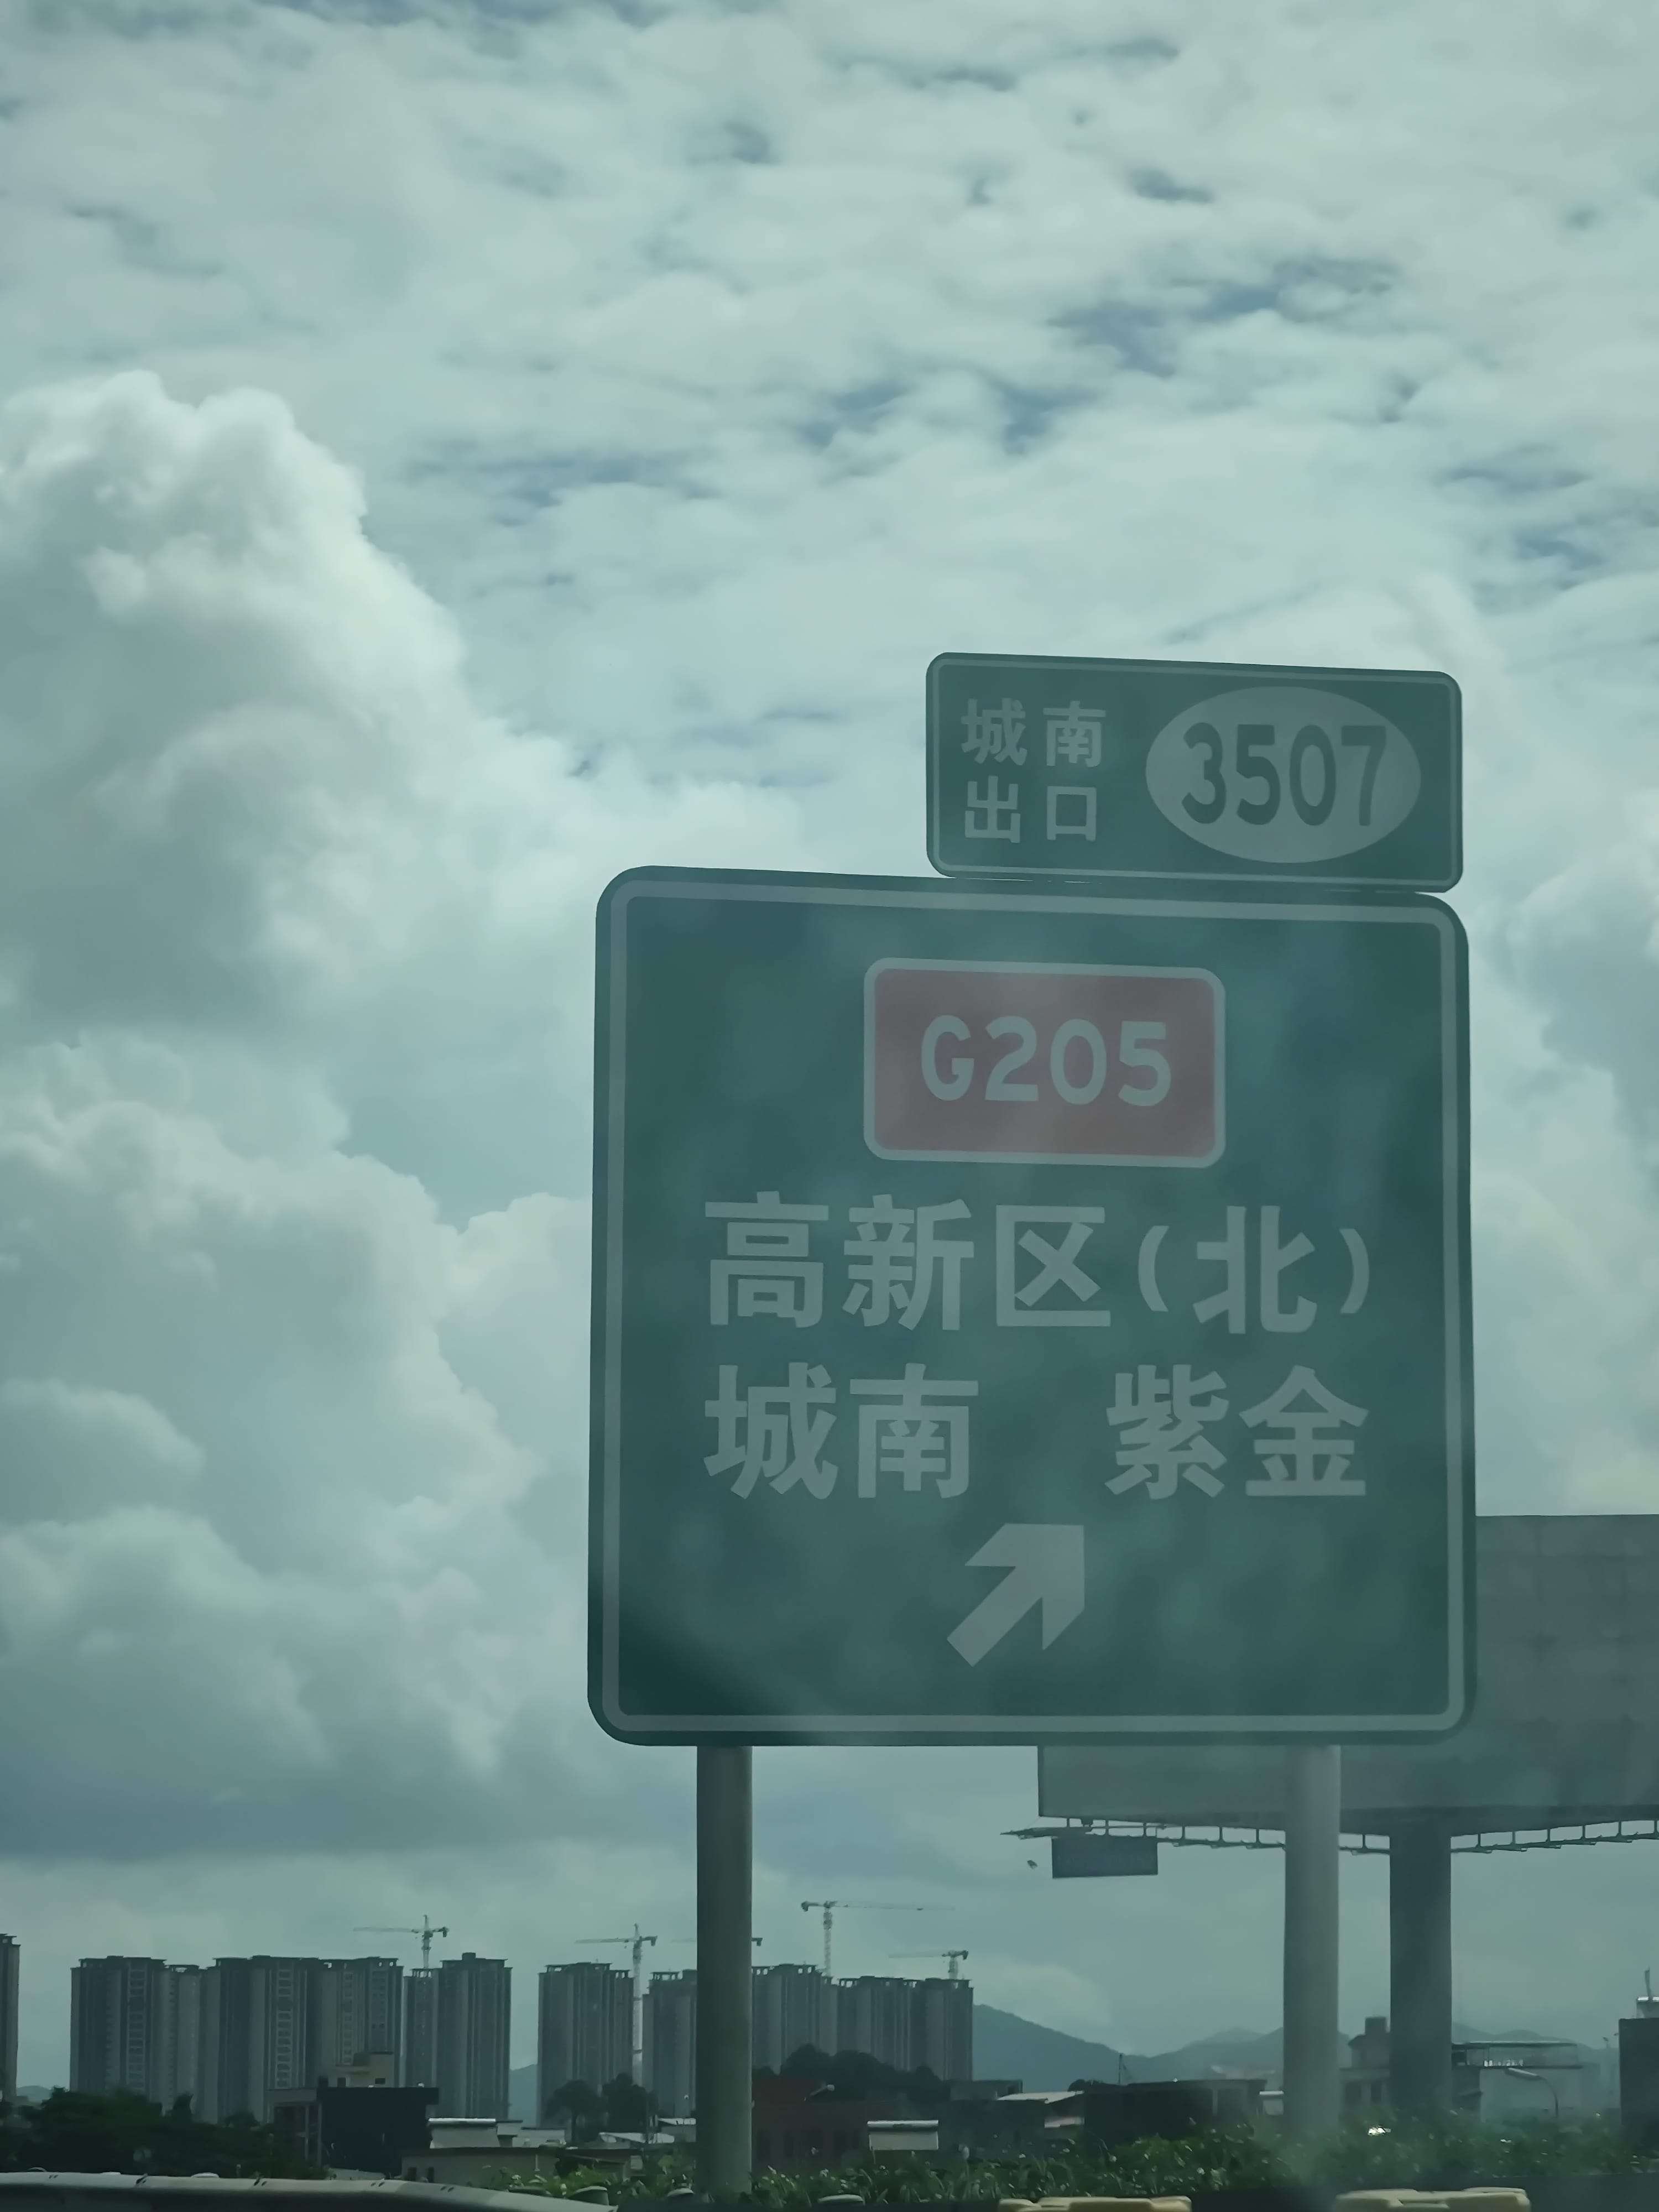 城南 3507
出口
G205
高新区(北)
城南 紫金